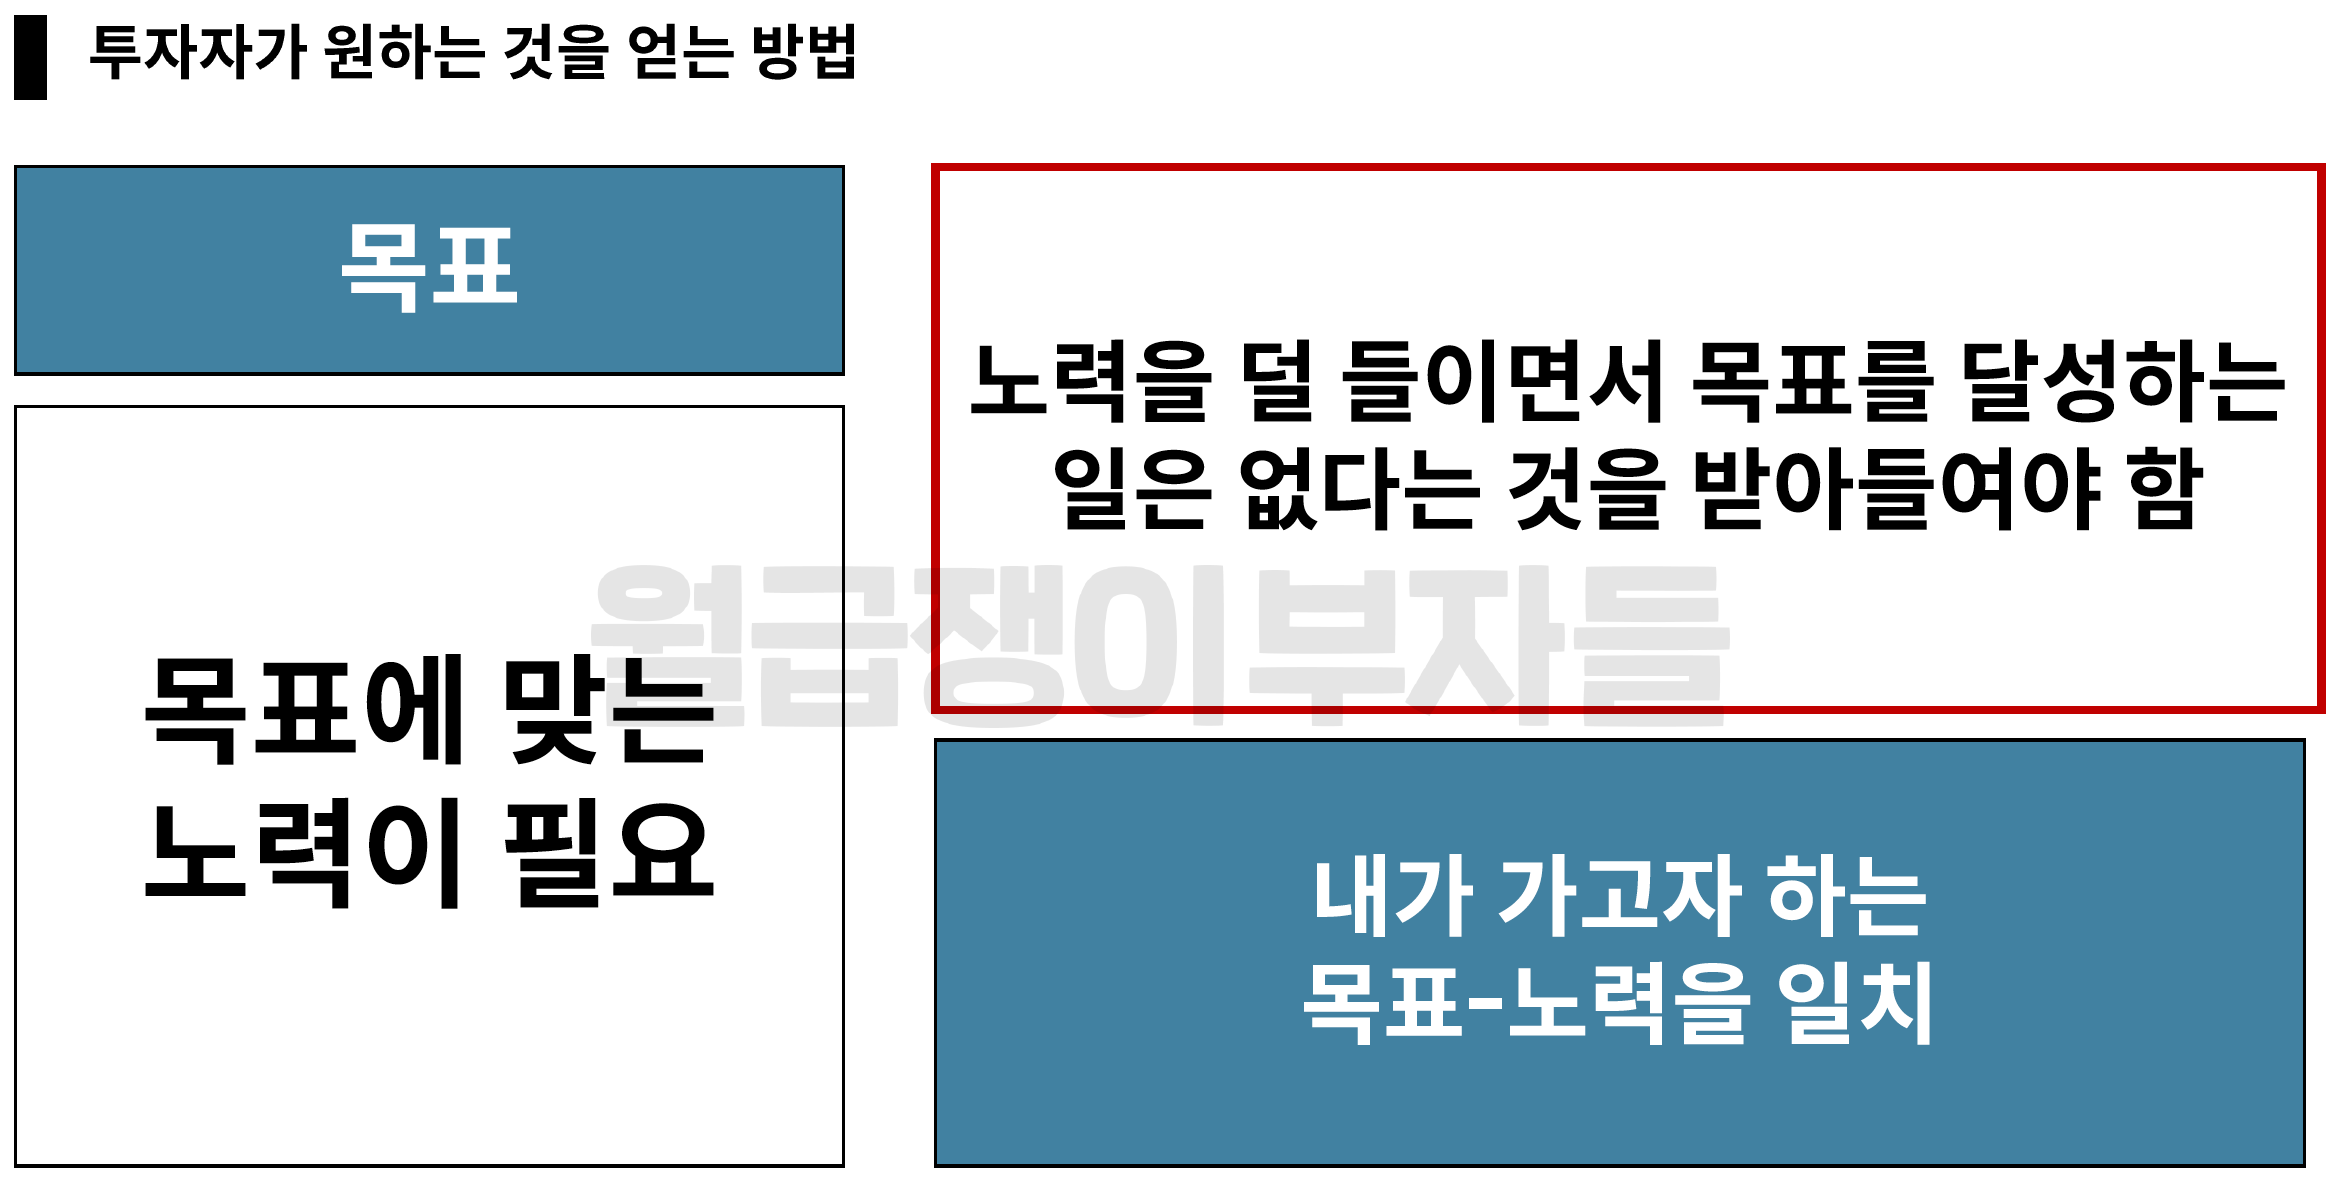 투자자가 원하는 것을 얻는 방법
목표
목표에 맞는
노력이 필요
노력을 덜 들이면서 목표를 달성하는
일은 없다는 것을 받아들여야 함
내가 가고자 하는
목표-노력을 일치
월급쟁이부자들